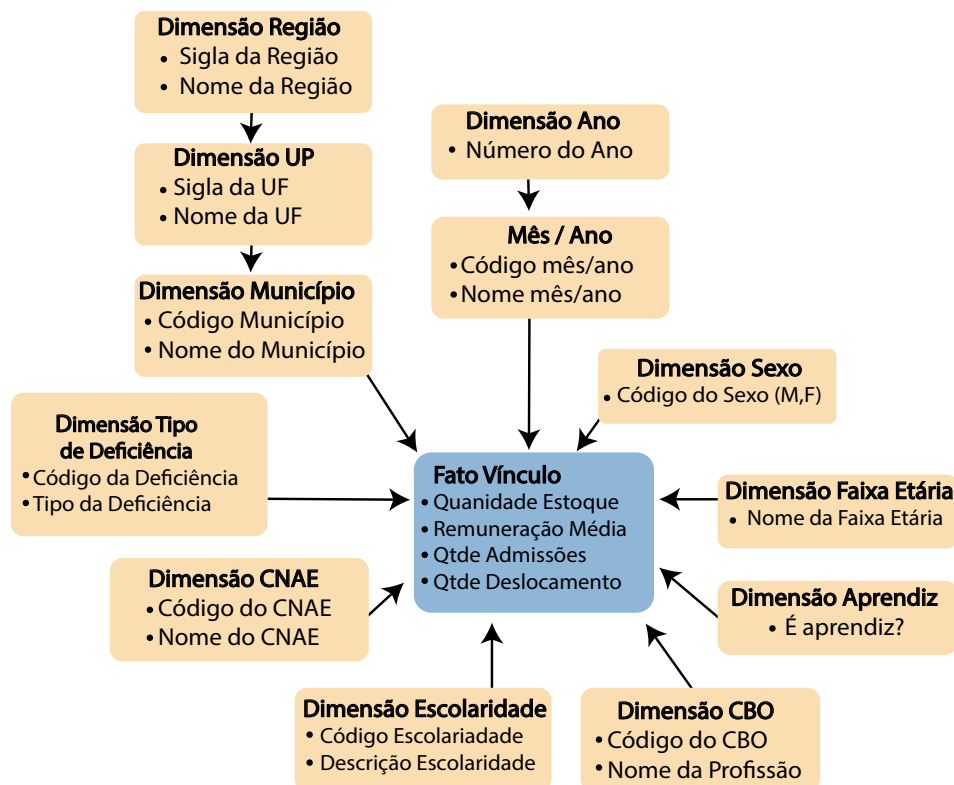 Dimensão Região
• Sigla da Região
• Nome da Região
Dimensão UP
• Sigla da UF
• Nome da UF
Dimensão Município
• Código Município
• Nome do Município
Dimensão Ano
• Número do Ano
Mês / Ano
• Código mês/ano
• Nome mês/ano
Dimensão Sexo
• Código do Sexo (M,F)
Dimensão Tipo
de Deficiência
• Código da Deficiência
• Tipo da Deficiência
Fato Vínculo
• Quanidade Estoque
• Remuneração Média
• Qtde Admissões
• Qtde Deslocamento
Dimensão Faixa Etária
• Nome da Faixa Etária
Dimensão CNAE
• Código do CNAE
• Nome do CNAE
Dimensão Aprendiz
• É aprendiz?
Dimensão Escolaridade
• Código Escolariadade
• Descrição Escolaridade
Dimensão CBO
• Código do CBO
• Nome da Profissão